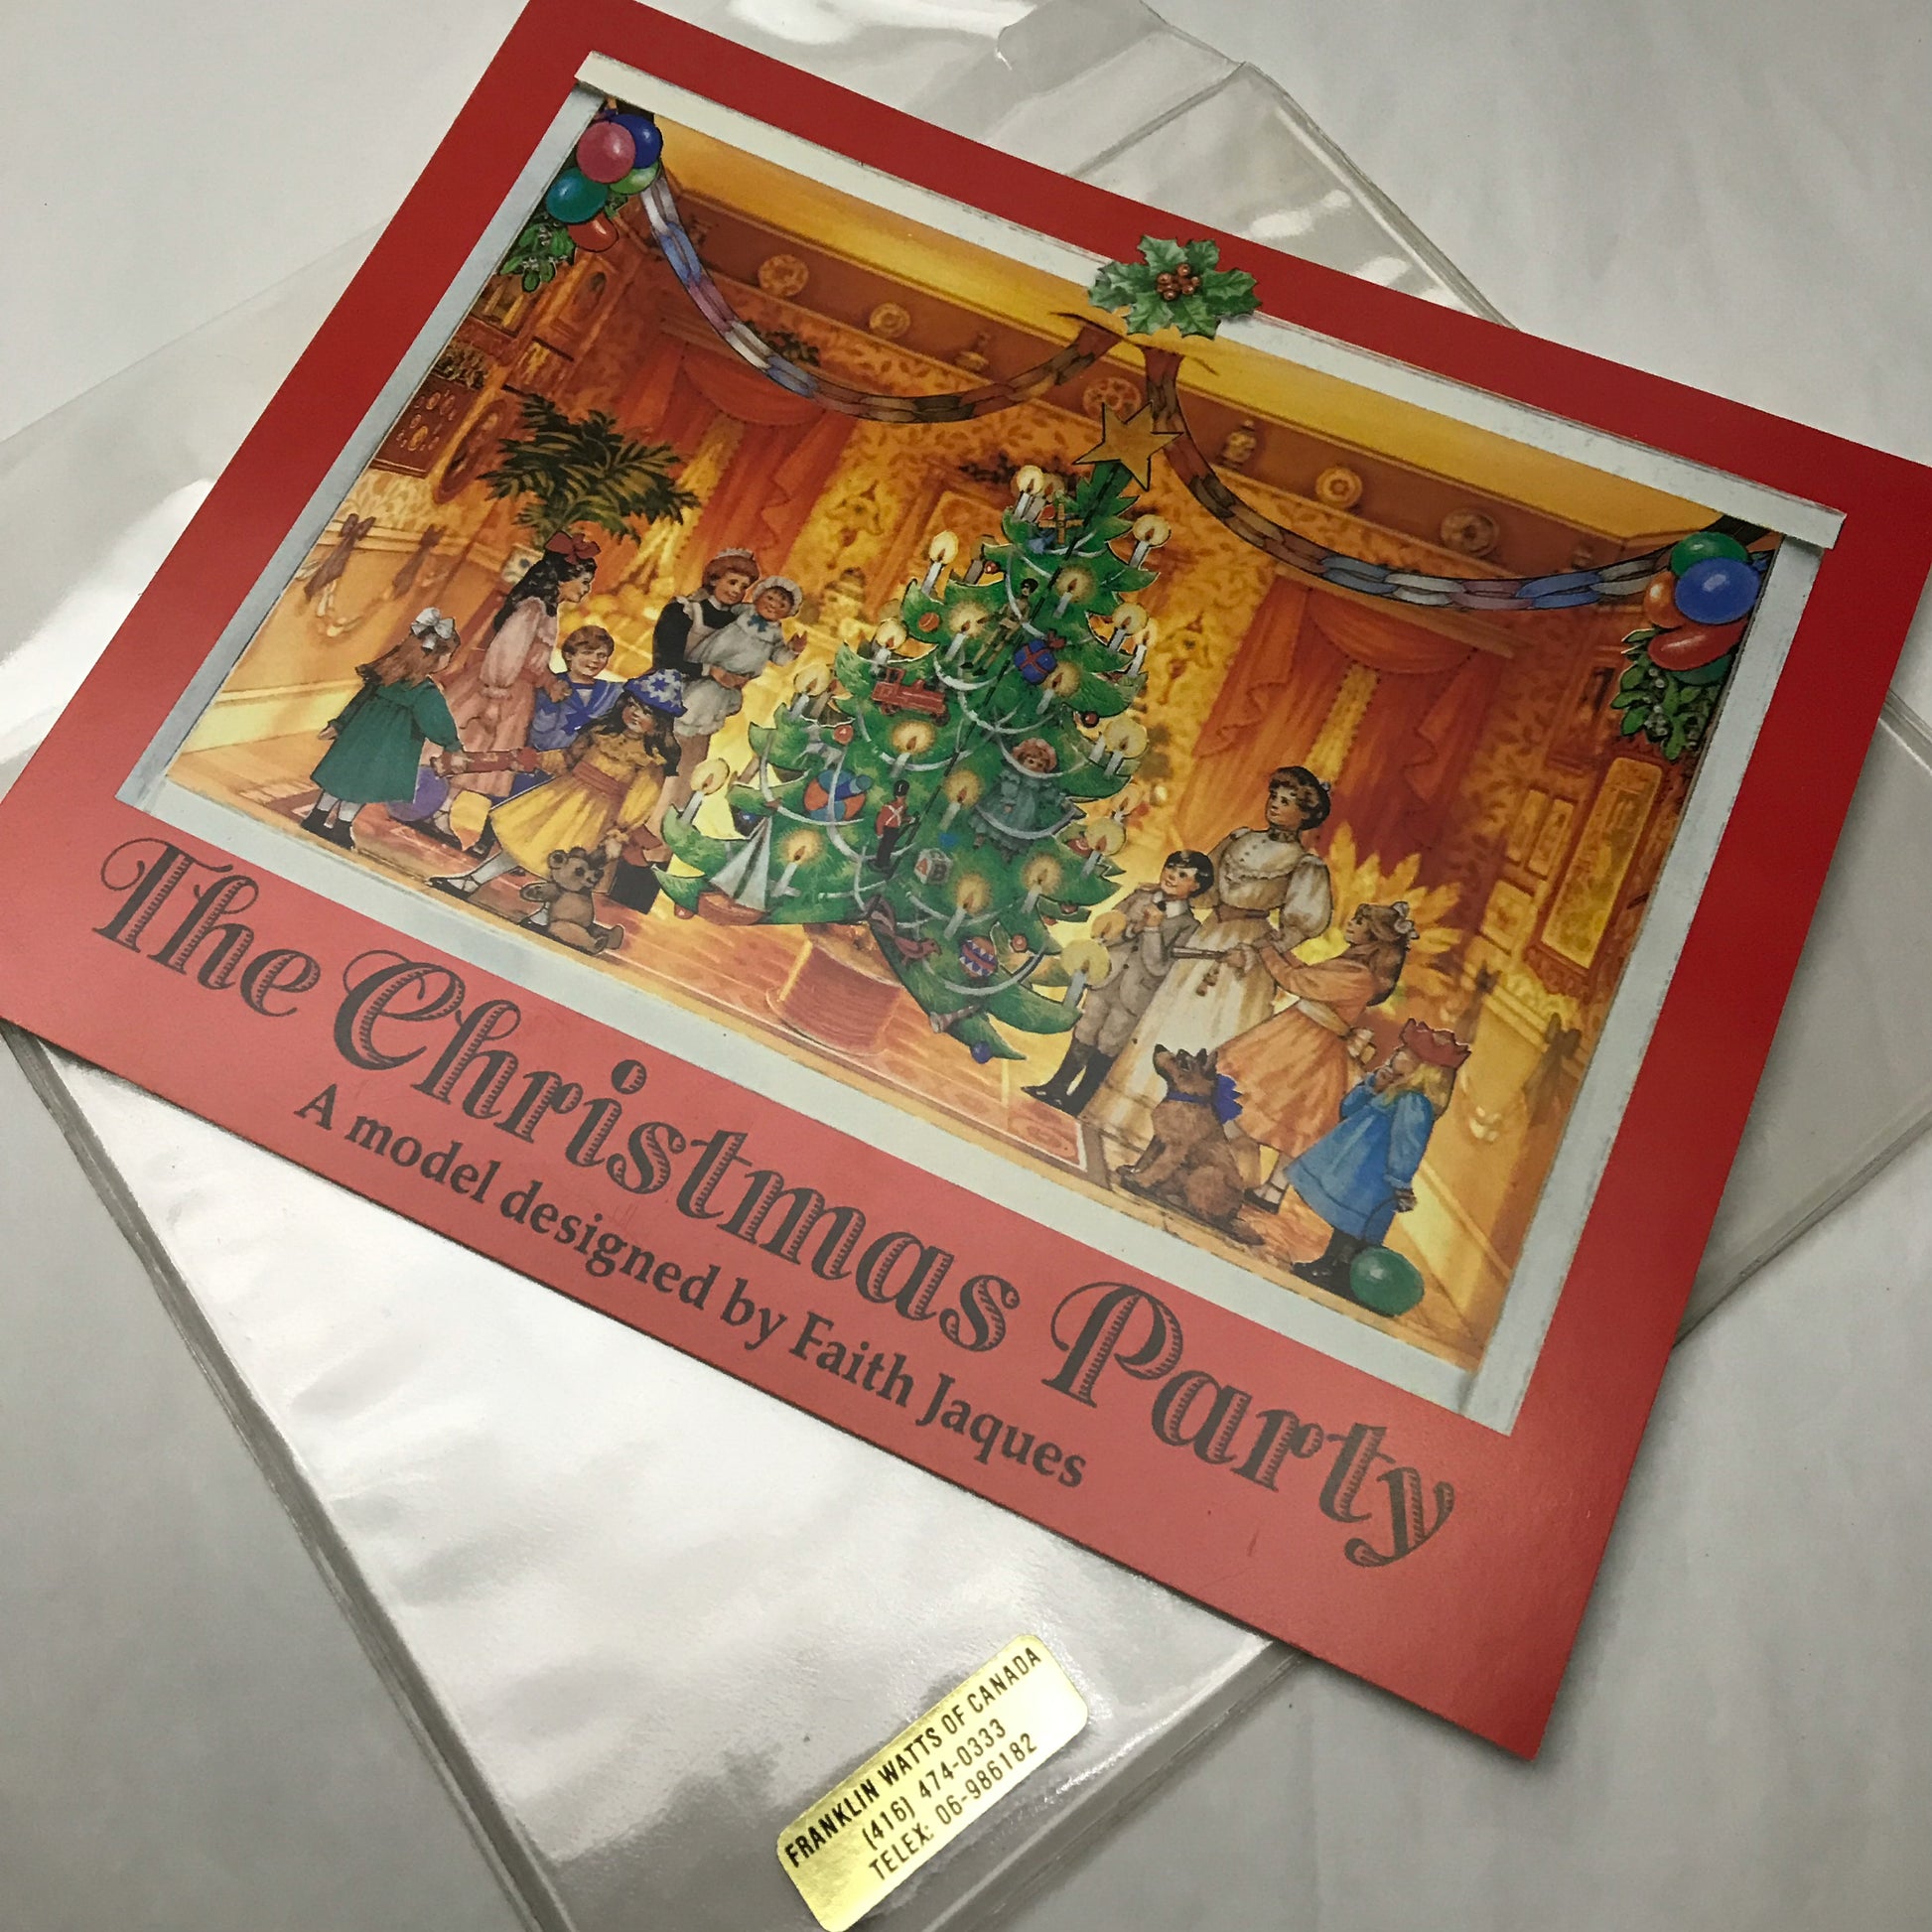 The Christmas Party
A model designed by Faith Jaques
FRANKLIN WATTS OF CANADA
(416) 474-0333
TELEX: 06-986182